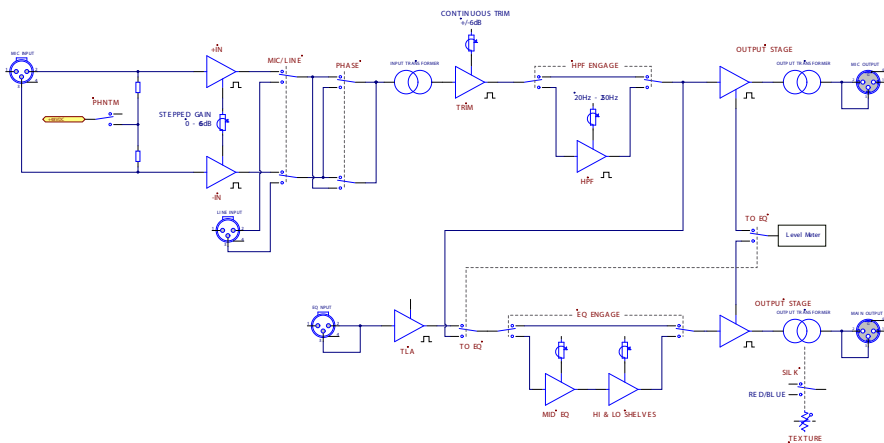 CONTINUOUS TRIM
+/-6dB
MIC INPUT
+IN
MIC/LINE
PHASE
INPUT TRANSFORMER
HPF ENGAGE
OUTPUT STAGE
OUTPUT TRANSFORMER
MIC OUTPUT
PHNTM
STEPPED GAIN
TRIM
20Hz - 250Hz
HPF
-IN
LINE INPUT
TO EQ
Level Meter
EQ INPUT
TLA
TO EQ
EQ ENGAGE
OUTPUT STAGE
OUTPUT TRANSFORMER
MAIN OUTPUT
MID EQ
HI & LO SHELVES
SILK
RED/BLUE
TEXTURE